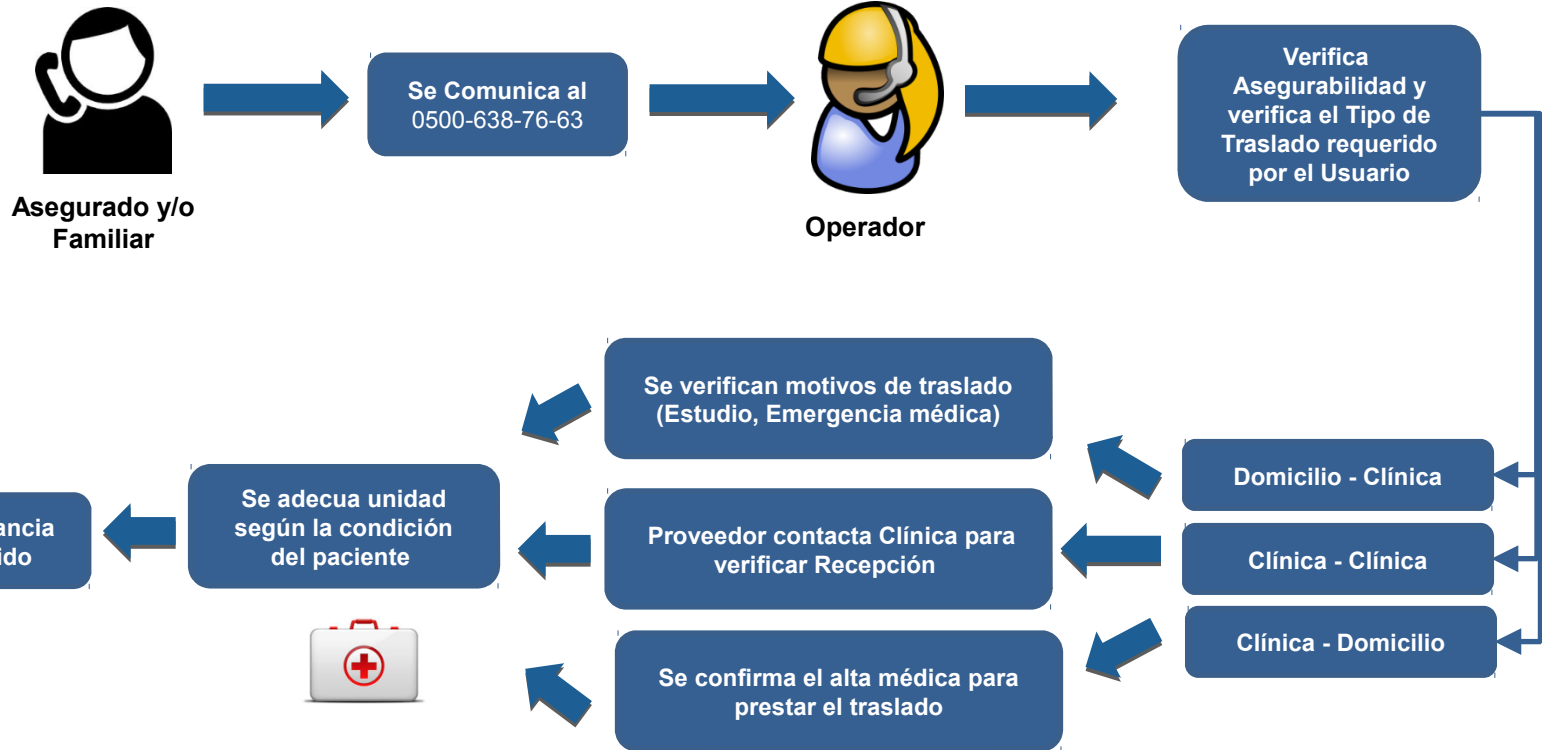 Se Comunica al
0500-638-76-63
Verifica
Asegurabilidad y
verifica el Tipo de
Traslado requerido
por el Usuario
Asegurado y/o
Familiar
Operador
Se verifican motivos de traslado
(Estudio, Emergencia médica)
Domicilio - Clínica
Se adecua unidad
según la condición
del paciente
Proveedor contacta Clínica para
verificar Recepción
Clínica - Clínica
Clínica - Domicilio
Se confirma el alta médica para
prestar el traslado